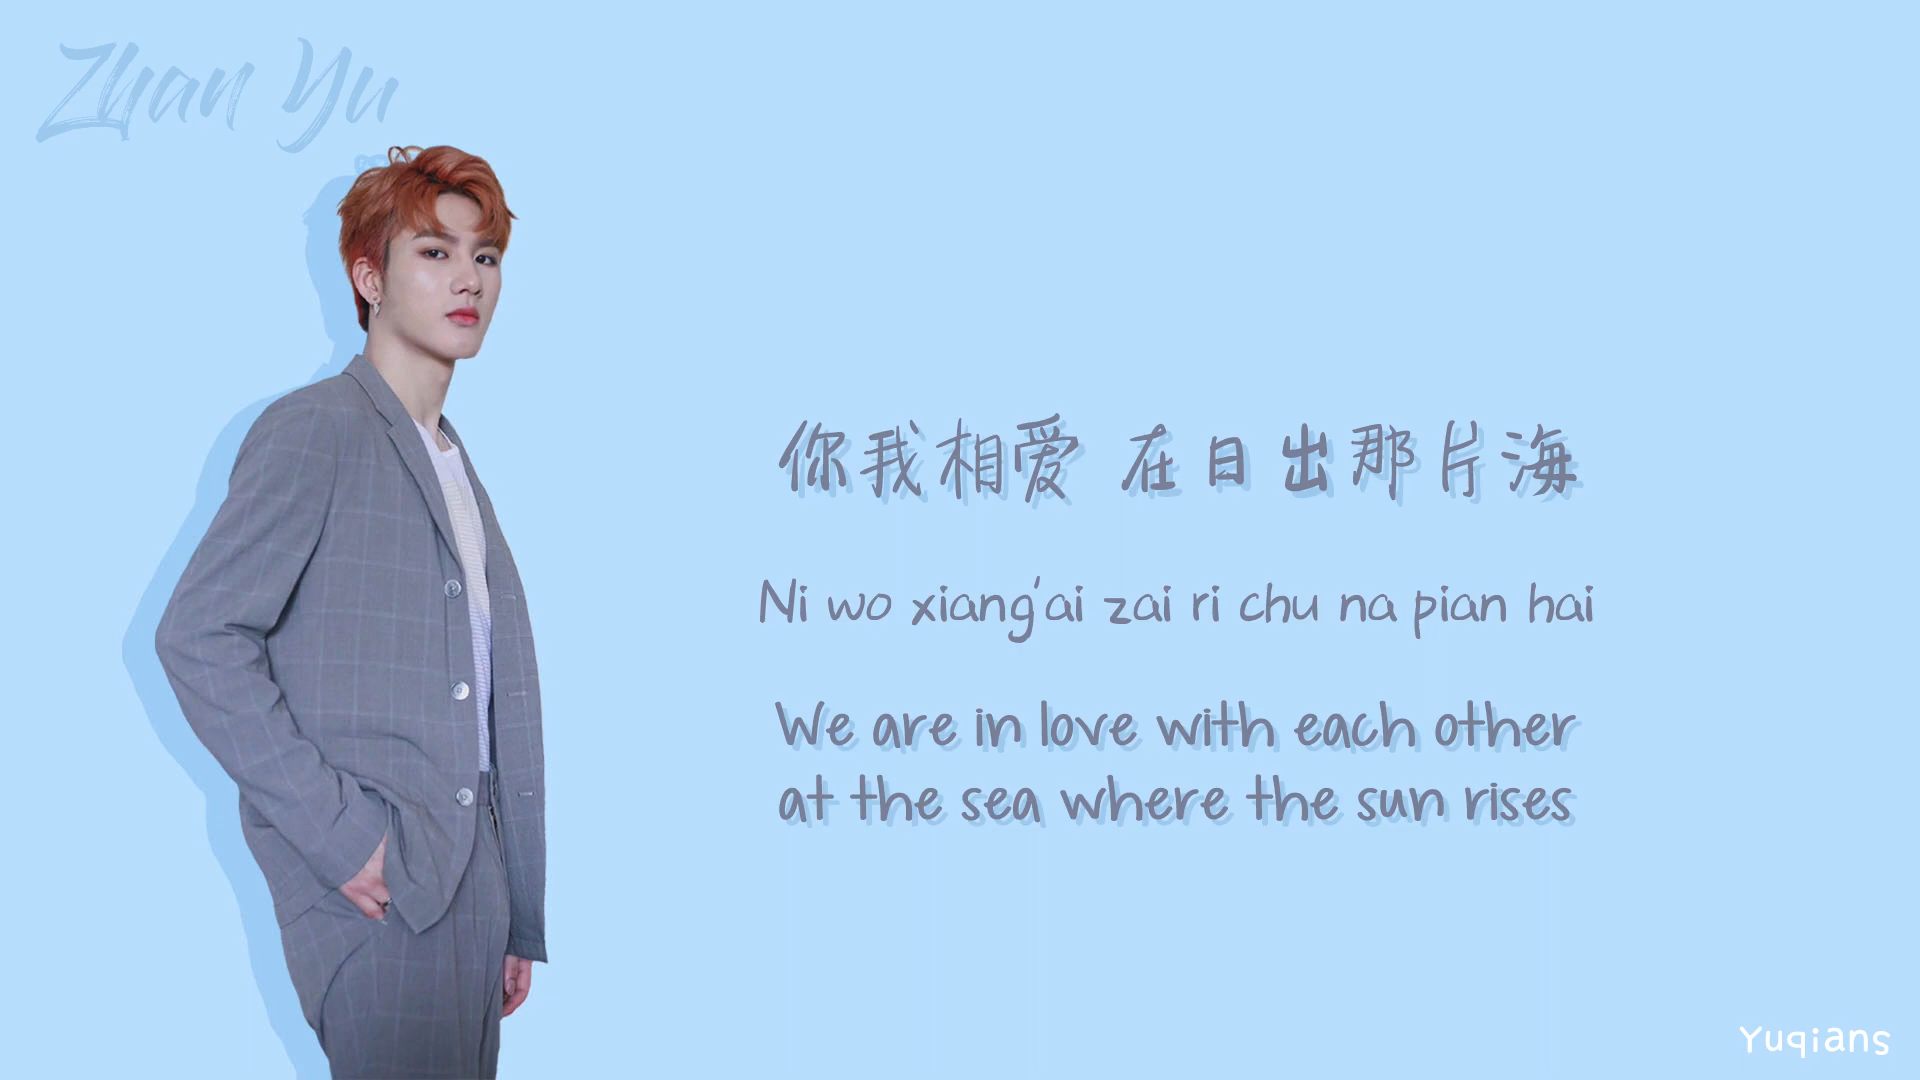 Zhan Yu
你我相爱 在日出那片海
Ni wo xiang'ai zai ri chu na pian hai
We are in love with each other
at the sea where the sun rises
Yuqians